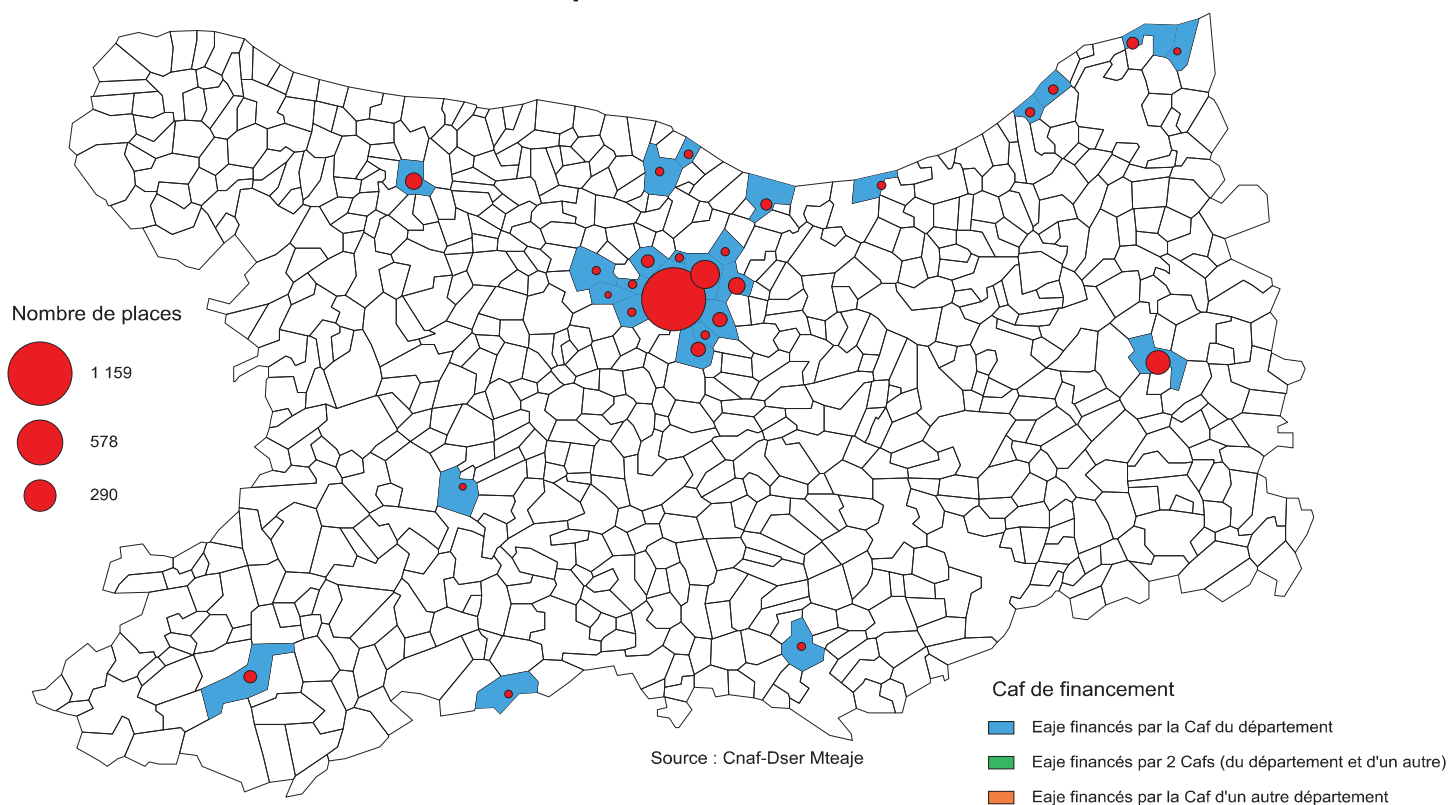 Nombre de places
1 159
578
290
Caf de financement
Eaje financés par la Caf du département
Eaje financés par 2 Cafs (du département et d'un autre)
Eaje financés par la Caf d'un autre département
Source : Cnaf-Dser Mteaje